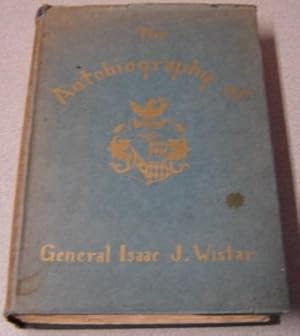 The
Autobiography of
General Isaac J. Wistar